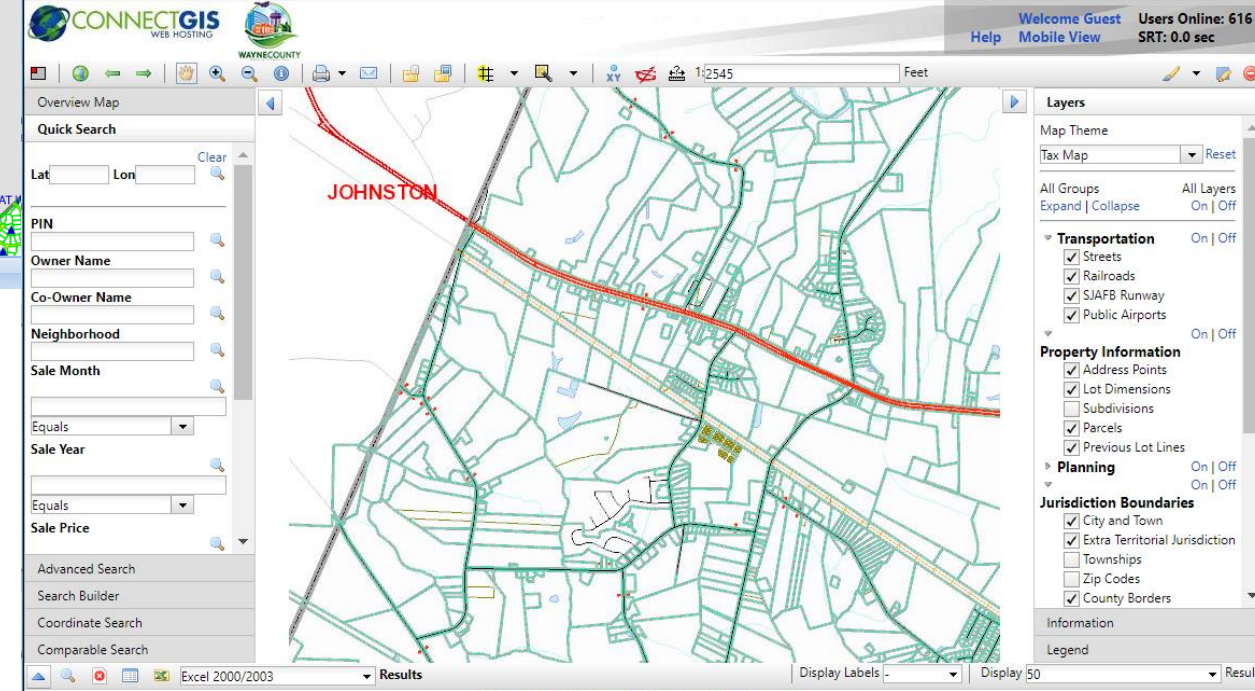 CONNECTGIS
WEB HOSTING
WAYNECOUNTY
Welcome Guest Users Online: 616
Help Mobile View SRT: 0.0 sec
XY 1:2545 Feet
Overview Map
Quick Search
Clear
Lat Lon
PIN
Owner Name
Co-Owner Name
Neighborhood
Sale Month
Equals
Sale Year
Equals
Sale Price
Advanced Search
Search Builder
Coordinate Search
Comparable Search
JOHNSTON
Layers
Map Theme
Tax Map Reset
All Groups All Layers
Expand | Collapse On | Off
Transportation On | Off
Streets
Railroads
SJAFB Runway
Public Airports
On | Off
Property Information
Address Points
Lot Dimensions
Subdivisions
Parcels
Previous Lot Lines
Planning On | Off
On | Off
Jurisdiction Boundaries
City and Town
Extra Territorial Jurisdiction
Townships
Zip Codes
County Borders
Information
Legend
Excel 2000/2003 Results Display Labels - Display 50 Resul